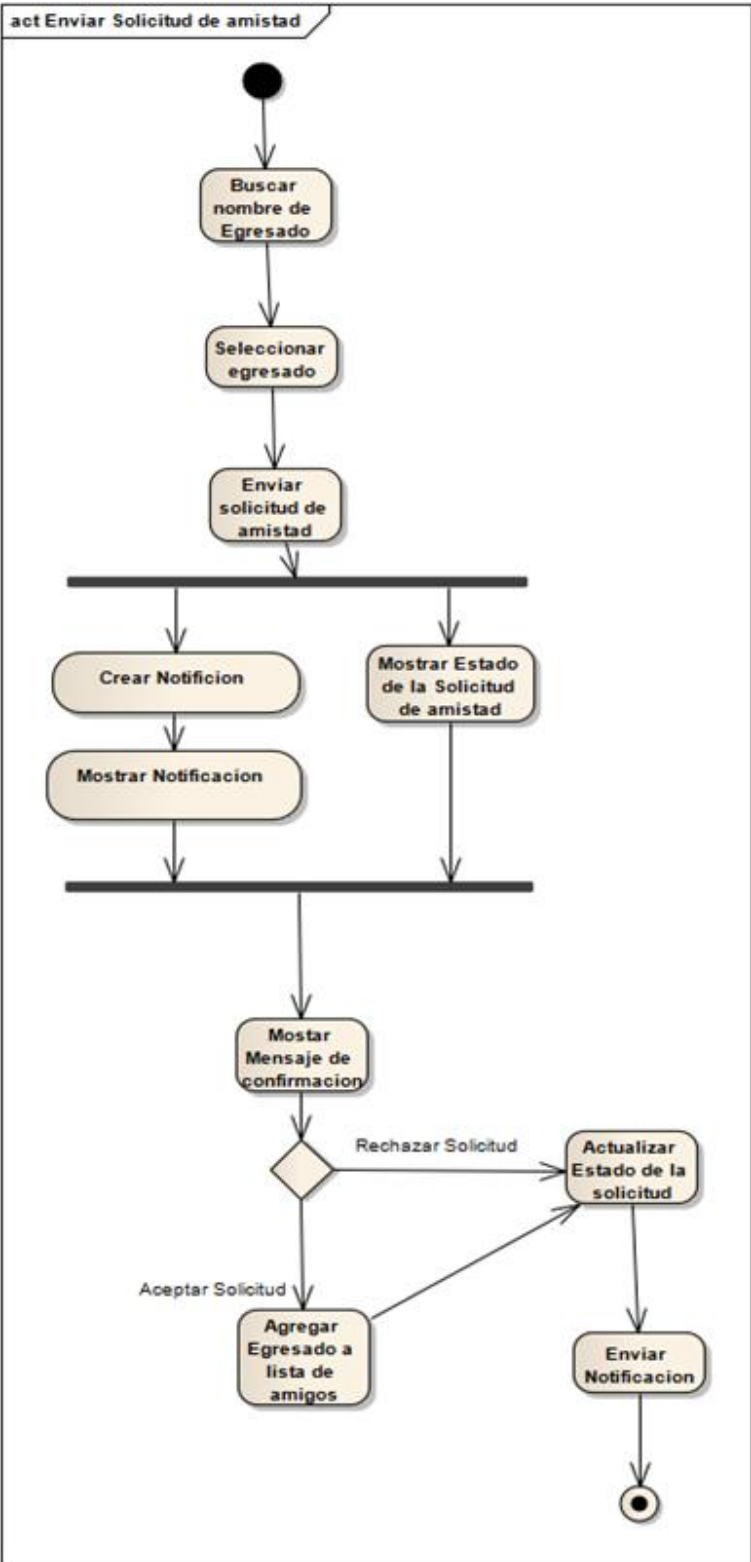 act Enviar Solicitud de amistad
Buscar
nombre de
Egresado
Seleccionar
egresado
Enviar
solicitud de
amistad
Crear Notificion
Mostrar Estado
de la Solicitud
de amistad
Mostrar Notificacion
Mostar
Mensaje de
confirmacion
Rechazar Solicitud
Actualizar
Estado de la
solicitud
Aceptar Solicitud
Agregar
Egresado a
lista de
amigos
Enviar
Notificacion